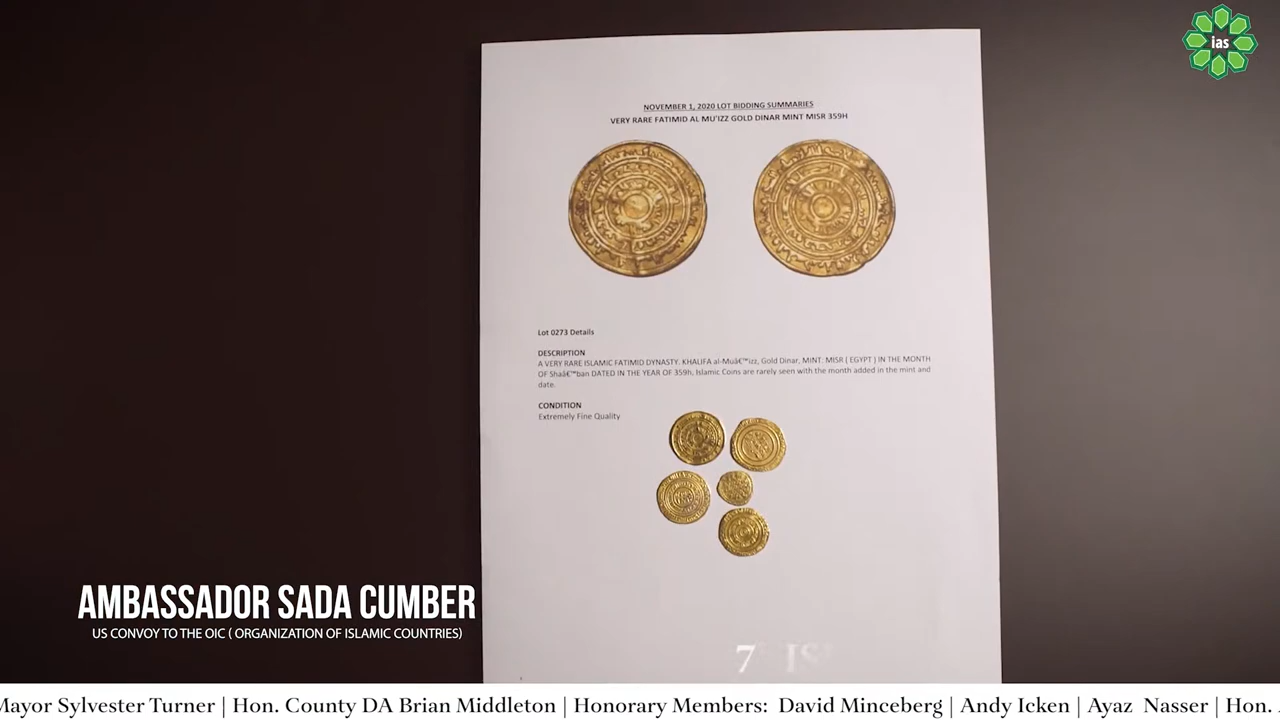 ias
NOVEMBER 1, 2020 LOT BIDDING SUMMARIES
VERY RARE FATIMID AL MU'IZZ GOLD DINAR MINT MISR 359H
Lot 0273 Details
DESCRIPTION
A VERY RARE ISLAMIC FATIMID DYNASTY. KHALIFA al-Muâ€™izz, Gold Dinar, MINT: MISR ( EGYPT ) IN THE MONTH
OF Shaâ€™ban DATED IN THE YEAR OF 359h, Islamic Coins are rarely seen with the month added in the mint and
date.
CONDITION
Extremely Fine Quality
AMBASSADOR SADA CUMBER
US CONVOY TO THE OIC ( ORGANIZATION OF ISLAMIC COUNTRIES)
7
Mayor Sylvester Turner | Hon. County DA Brian Middleton | Honorary Members: David Minceberg | Andy Icken | Ayaz Nasser | Hon.